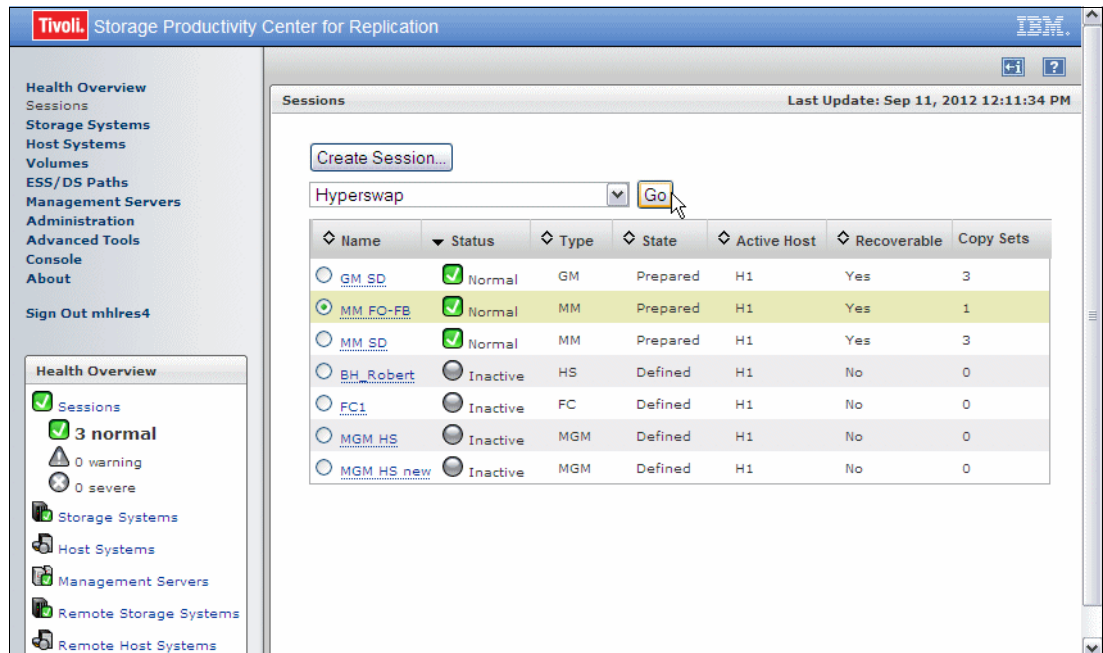 Tivoli. Storage Productivity Center for Replication IBM.
Health Overview
Sessions
Storage Systems
Host Systems
Volumes
ESS/DS Paths
Management Servers
Administration
Advanced Tools
Console
About
Sign Out mhlres4
Health Overview
Sessions
3 normal
0 warning
0 severe
Storage Systems
Host Systems
Management Servers
Remote Storage Systems
Remote Host Systems
Sessions Last Update: Sep 11, 2012 12:11:34 PM
Create Session...
Hyperswap Go
Name Status Type State Active Host Recoverable Copy Sets
GM SD Normal GM Prepared H1 Yes 3
MM FO-FB Normal MM Prepared H1 Yes 1
MM SD Normal MM Prepared H1 Yes 3
BH_Robert Inactive HS Defined H1 No 0
FC1 Inactive FC Defined H1 No 0
MGM HS Inactive MGM Defined H1 No 0
MGM HS new Inactive MGM Defined H1 No 0